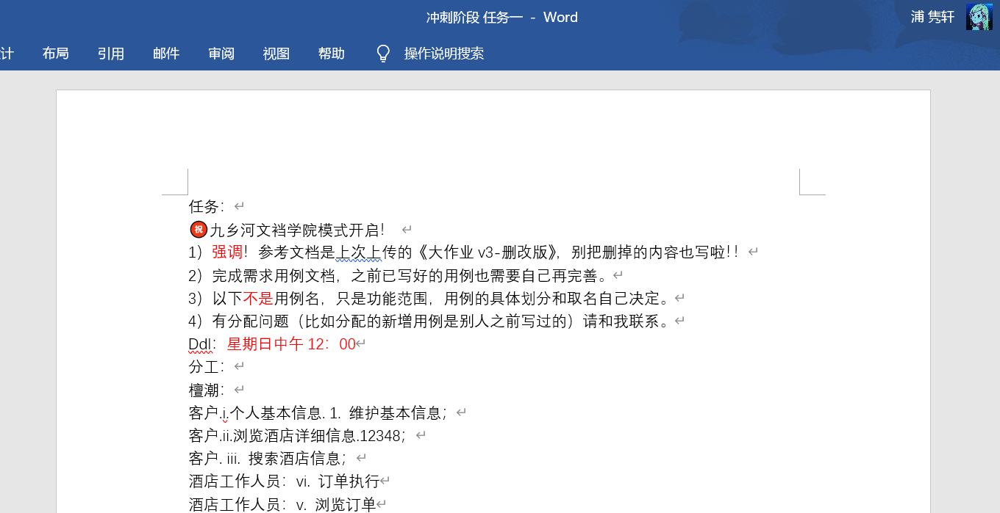 冲刺阶段 任务一 - Word
浦 隽轩
计 布局 引用 邮件 审阅 视图 帮助 操作说明搜索
任务：
祝九乡河文裆学院模式开启！
1）强调！参考文档是上次上传的《大作业 v3-删改版》，别把删掉的内容也写啦！！
2）完成需求用例文档，之前已写好的用例也需要自己再完善。
3）以下不是用例名，只是功能范围，用例的具体划分和取名自己决定。
4）有分配问题（比如分配的新增用例是别人之前写过的）请和我联系。
Ddl：星期日中午 12：00
分工：
檀潮：
客户.i.个人基本信息. 1. 维护基本信息；
客户.ii.浏览酒店详细信息.12348；
客户. iii. 搜索酒店信息；
酒店工作人员：vi. 订单执行
酒店工作人员：v. 浏览订单